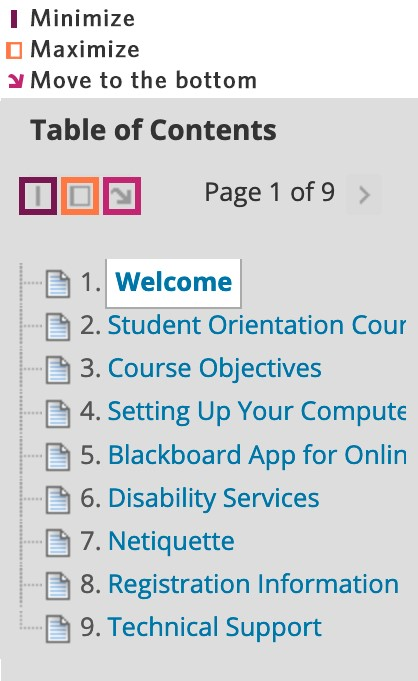 Minimize
Maximize
Move to the bottom
Table of Contents
Page 1 of 9
1. Welcome
2. Student Orientation Cour
3. Course Objectives
4. Setting Up Your Compute
5. Blackboard App for Onlin
6. Disability Services
7. Netiquette
8. Registration Information
9. Technical Support